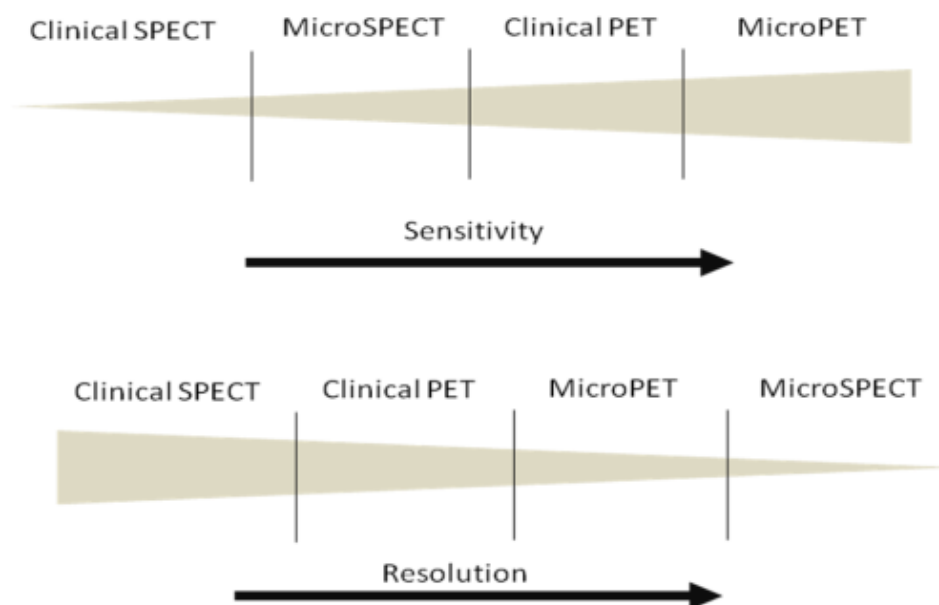 Clinical SPECT MicroSPECT Clinical PET MicroPET
Sensitivity
Clinical SPECT Clinical PET MicroPET MicroSPECT
Resolution